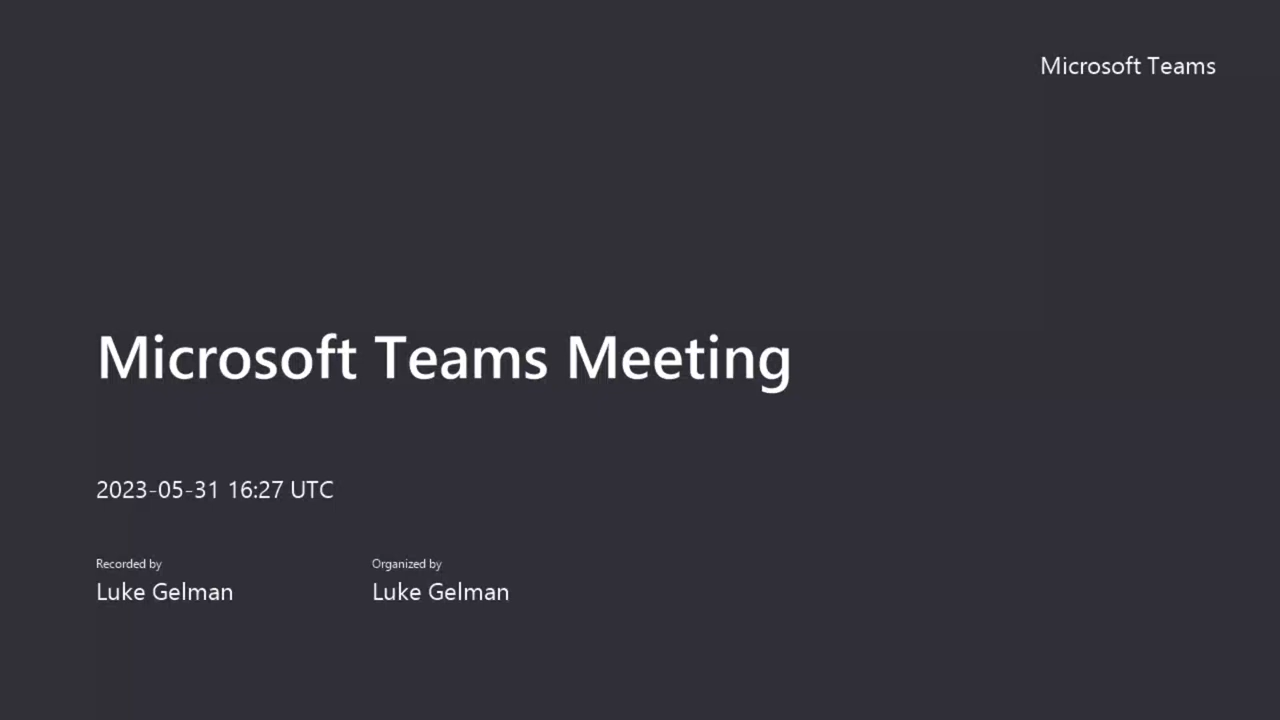 Microsoft Teams
Microsoft Teams Meeting
2023-05-31 16:27 UTC
Recorded by
Luke Gelman
Organized by
Luke Gelman